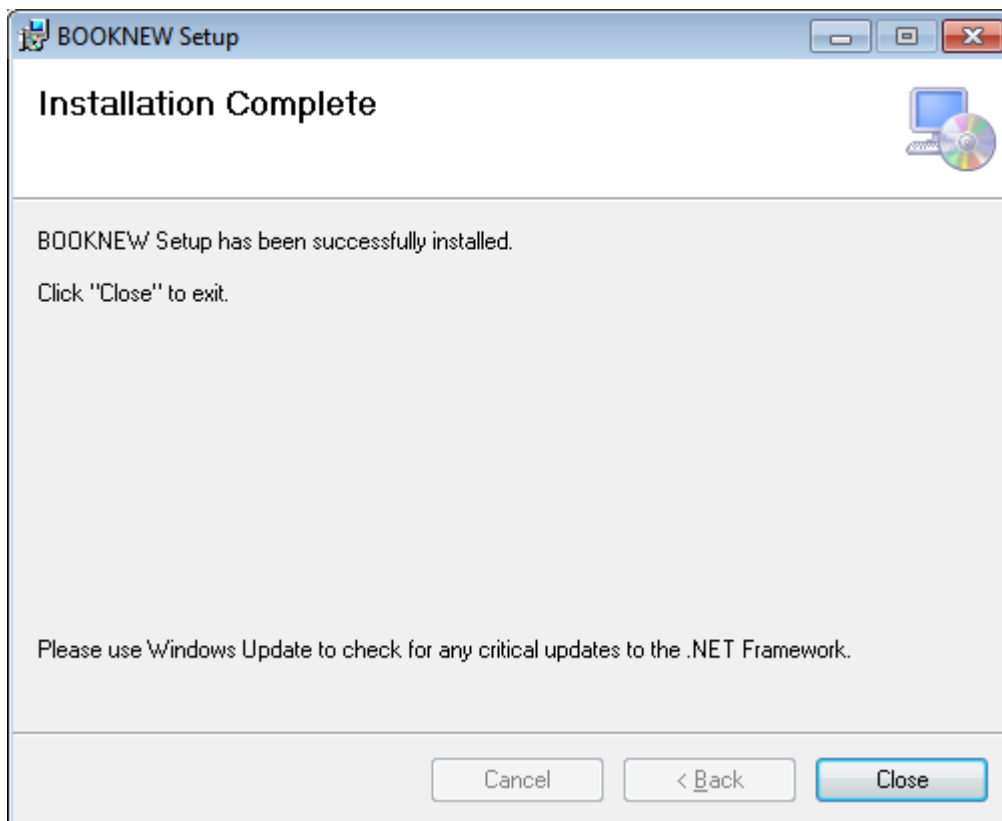 BOOKNEW Setup
Installation Complete
BOOKNEW Setup has been successfully installed.
Click "Close" to exit.
Please use Windows Update to check for any critical updates to the .NET Framework.
Cancel
< Back
Close